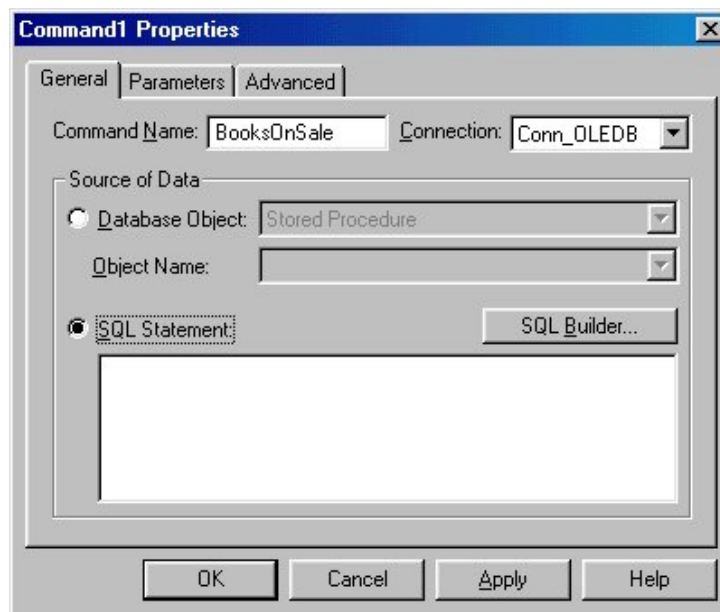 Command1 Properties
General Parameters Advanced
Command Name: BooksOnSale Connection: Conn_OLEDB
Source of Data
Database Object: Stored Procedure
Object Name:
SQL Statement: SQL Builder...
OK Cancel Apply Help